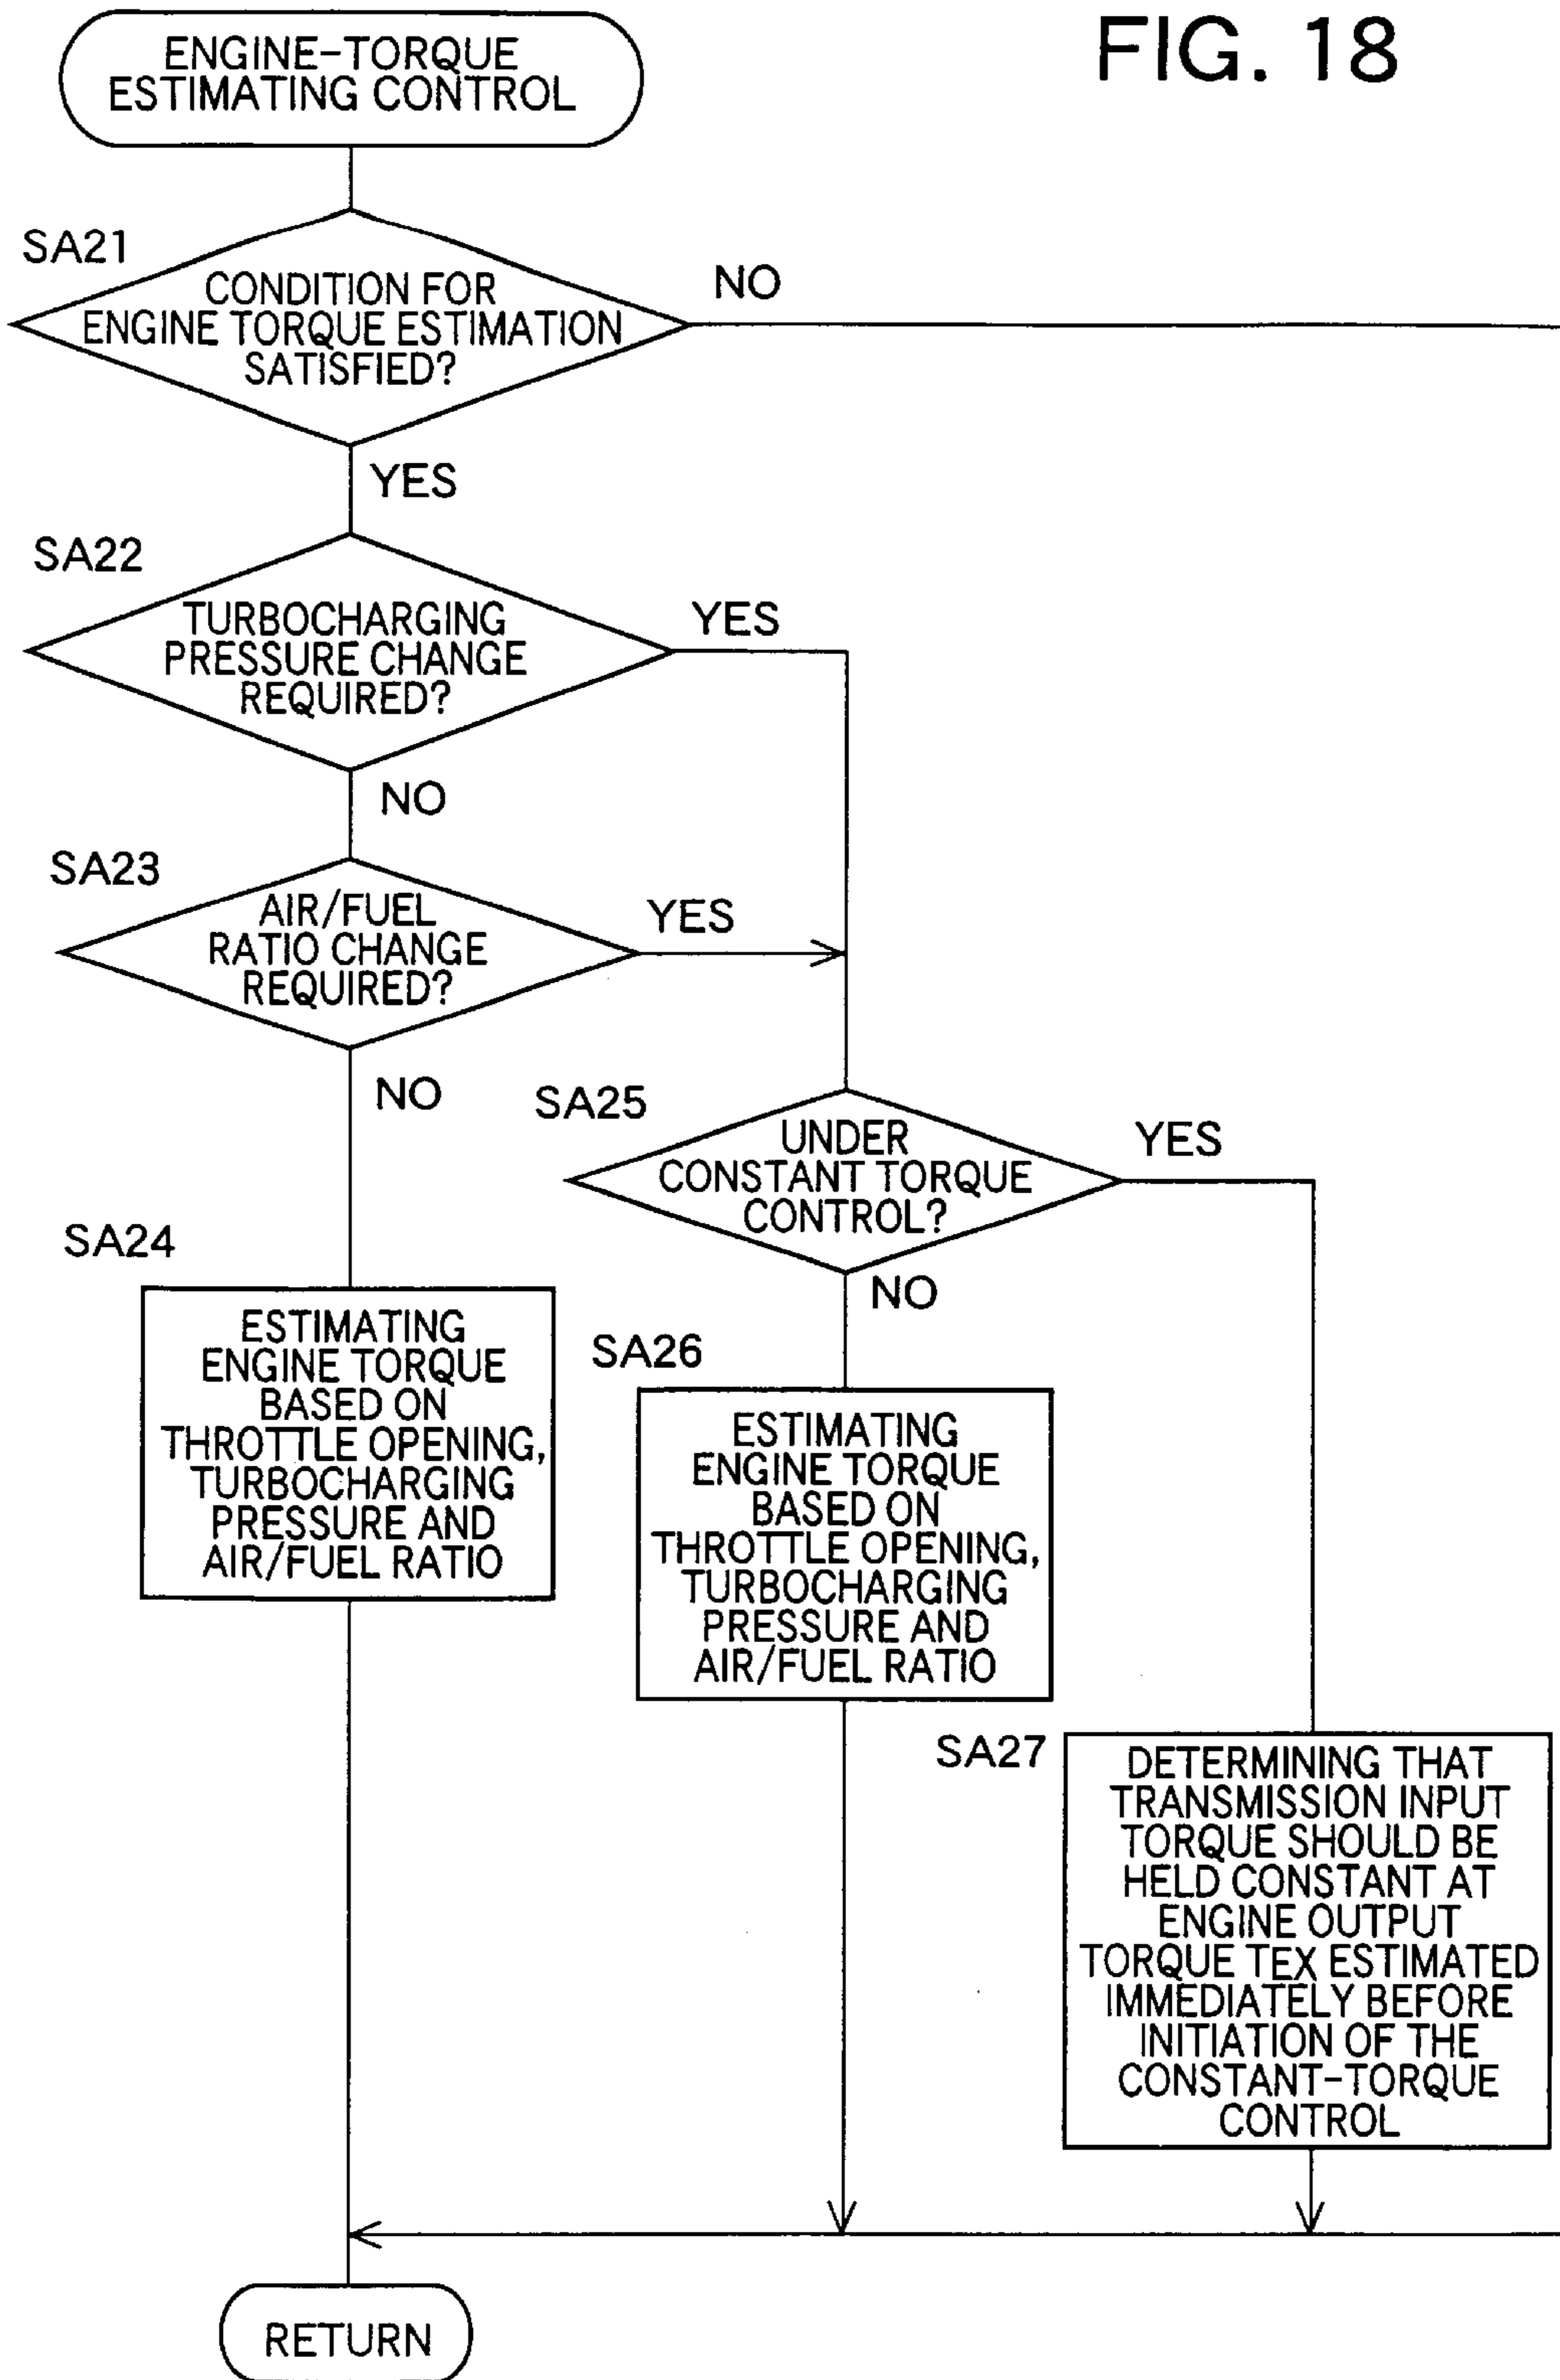 FIG. 18
ENGINE-TORQUE
ESTIMATING CONTROL
SA21
CONDITION FOR
ENGINE TORQUE ESTIMATION
SATISFIED?
NO
YES
SA22
TURBOCHARGING
PRESSURE CHANGE
REQUIRED?
YES
NO
SA23
AIR/FUEL
RATIO CHANGE
REQUIRED?
YES
NO
SA25
UNDER
CONSTANT TORQUE
CONTROL?
YES
NO
SA24
ESTIMATING
ENGINE TORQUE
BASED ON
THROTTLE OPENING,
TURBOCHARGING
PRESSURE AND
AIR/FUEL RATIO
SA26
ESTIMATING
ENGINE TORQUE
BASED ON
THROTTLE OPENING,
TURBOCHARGING
PRESSURE AND
AIR/FUEL RATIO
SA27
DETERMINING THAT
TRANSMISSION INPUT
TORQUE SHOULD BE
HELD CONSTANT AT
ENGINE OUTPUT
TORQUE TEX ESTIMATED
IMMEDIATELY BEFORE
INITIATION OF THE
CONSTANT-TORQUE
CONTROL
RETURN